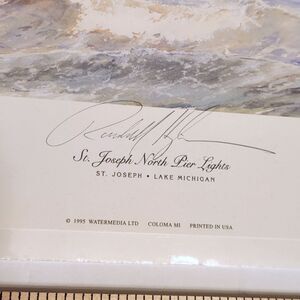 St. Joseph North Pier Lights
ST. JOSEPH • LAKE MICHIGAN
© 1995 WATERMEDIA LTD COLOMA MI PRINTED IN USA